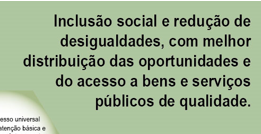 Inclusão social e redução de
desigualdades, com melhor
distribuição das oportunidades e
do acesso a bens e serviços
públicos de qualidade.
esso universal
tenção básica e